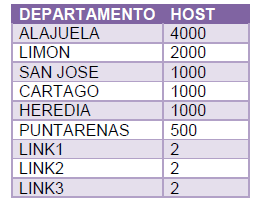 DEPARTAMENTO HOST
ALAJUELA 4000
LIMON 2000
SAN JOSE 1000
CARTAGO 1000
HEREDIA 1000
PUNTARENAS 500
LINK1 2
LINK2 2
LINK3 2